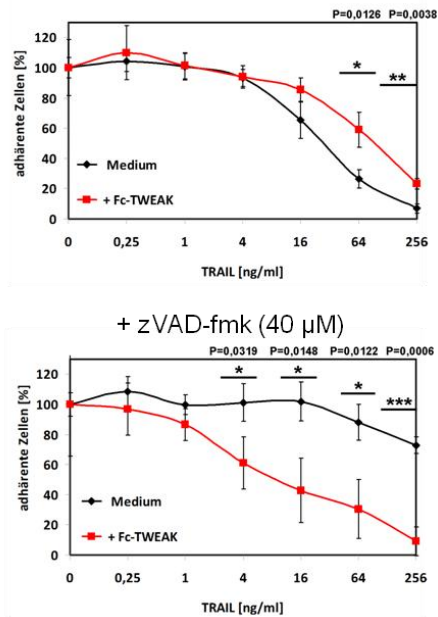 P=0,0126 P=0,0038
120
100
80
60
40
20
0
adhärente Zellen [%]
*
**
Medium
+ Fc-TWEAK
0 0,25 1 4 16 64 256
TRAIL [ng/ml]
+ zVAD-fmk (40 µM)
P=0,0319 P=0,0148 P=0,0122 P=0,0006
120
100
80
60
40
20
0
adhärente Zellen [%]
*
*
*
***
Medium
+ Fc-TWEAK
0 0,25 1 4 16 64 256
TRAIL [ng/ml]